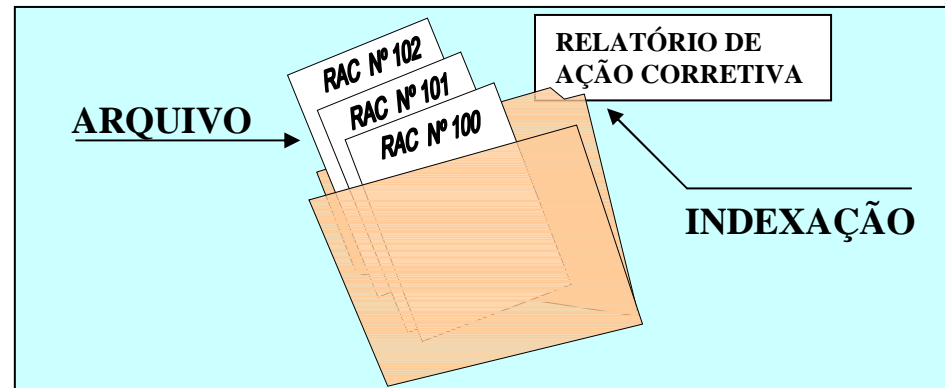 RELATÓRIO DE
AÇÃO CORRETIVA
RAC Nº 102
RAC Nº 101
RAC Nº 100
ARQUIVO
INDEXAÇÃO